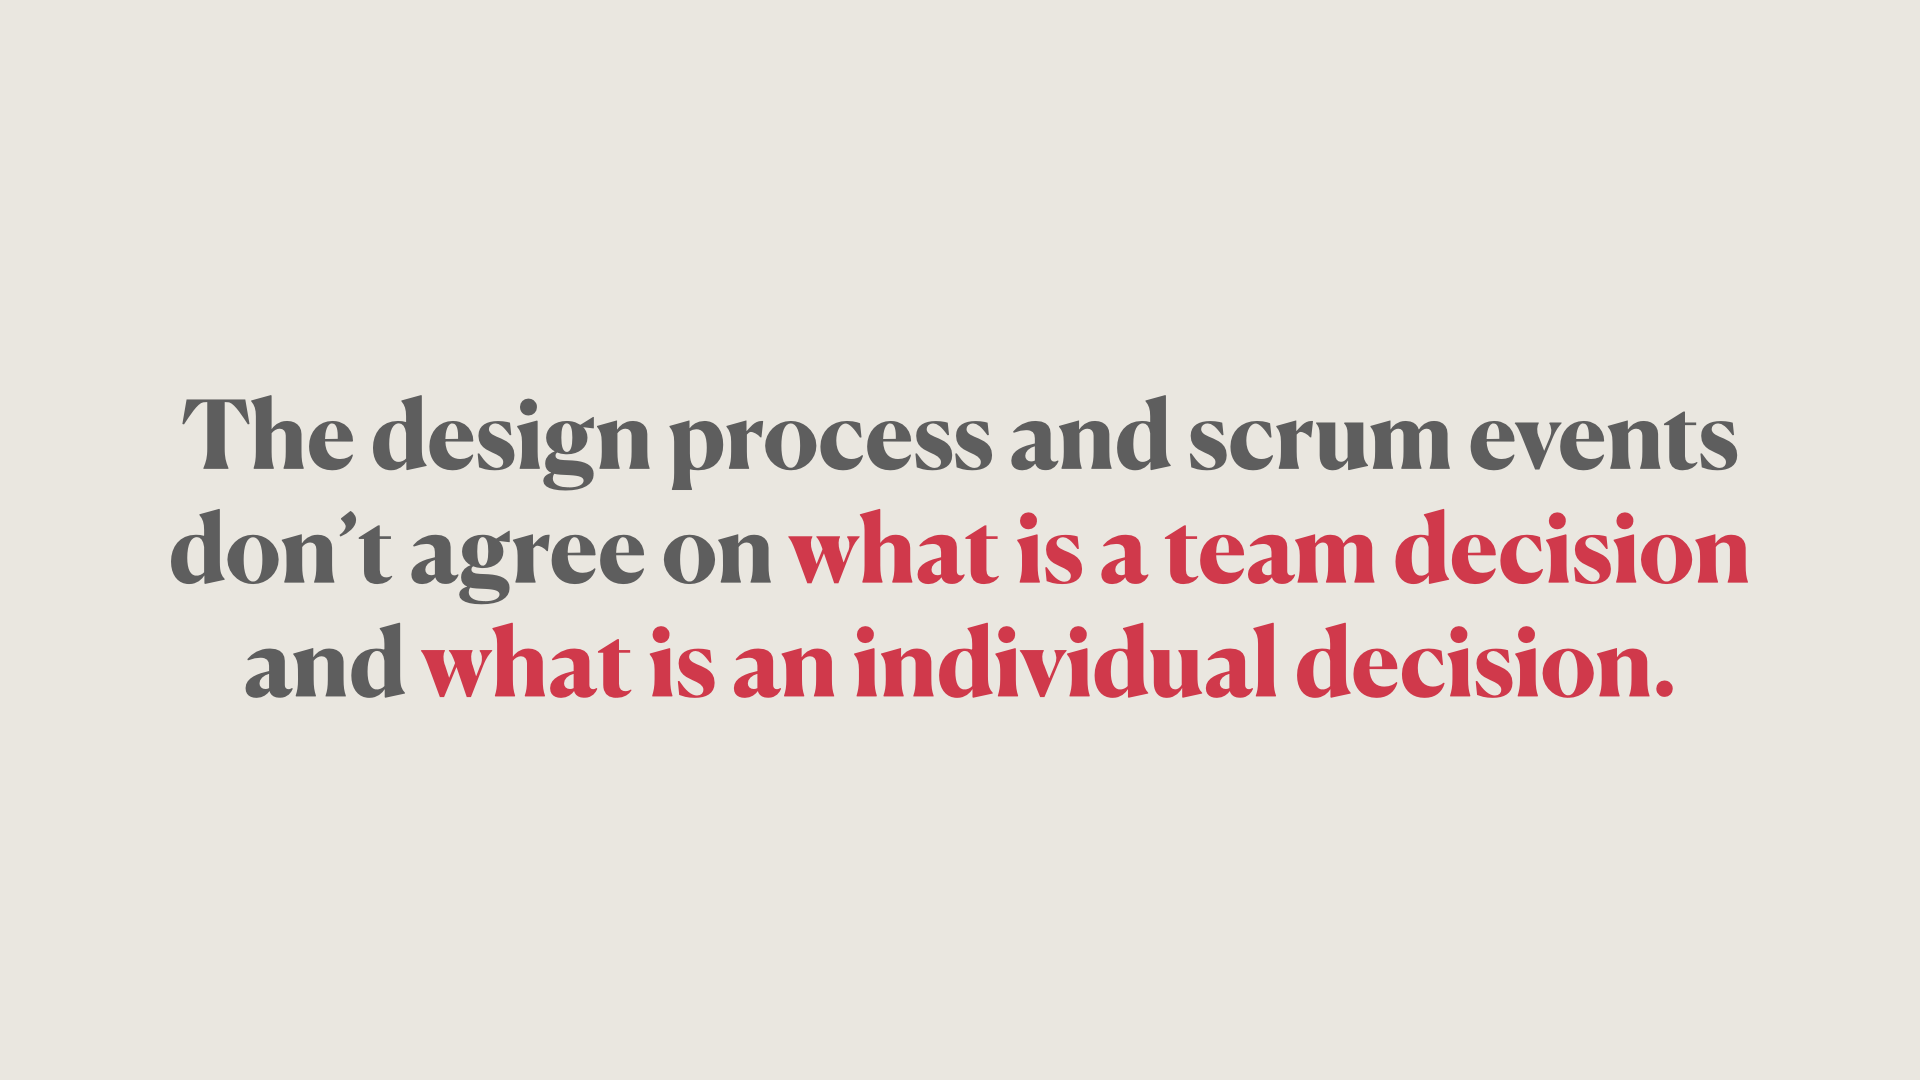 The design process and scrum events
don’t agree on what is a team decision
and what is an individual decision.